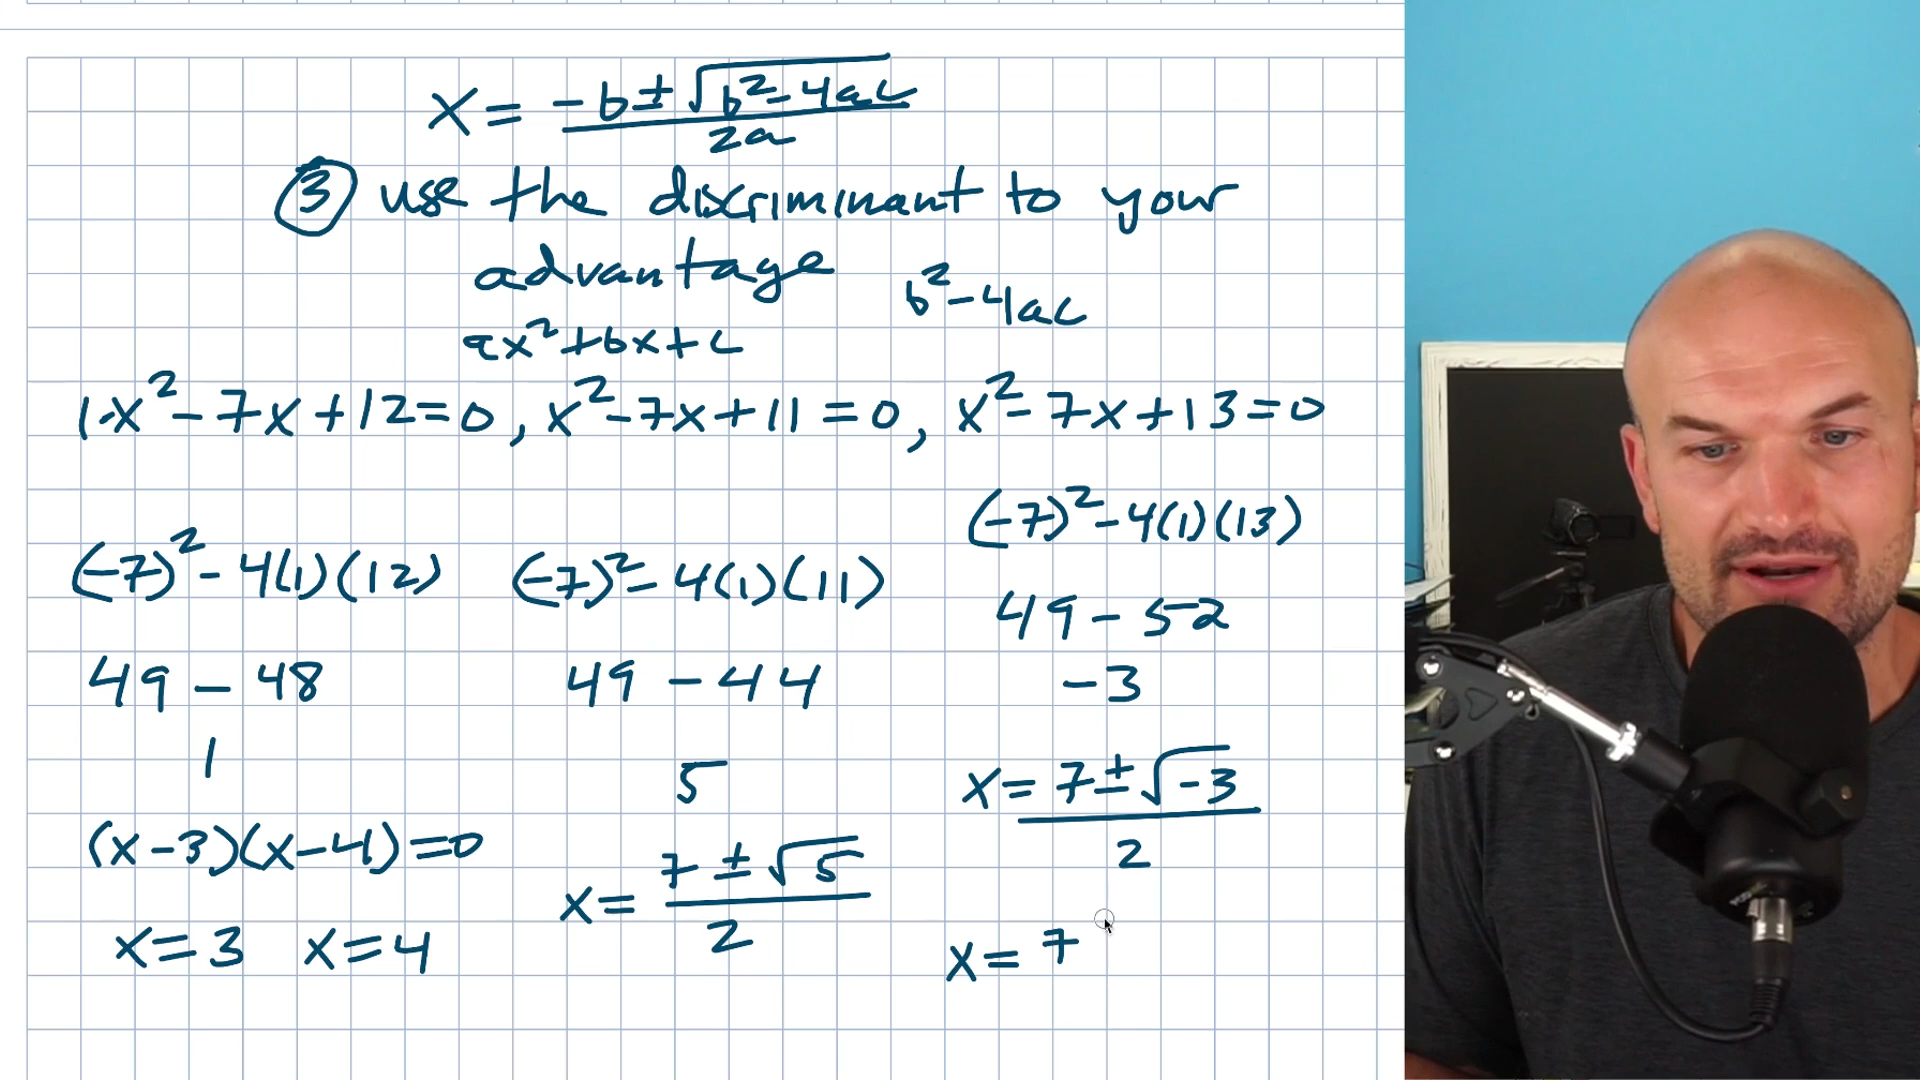 x = -b ± √b² - 4ac
2a
③ use the discriminant to your
advantage
b² - 4ac
ax² + bx + c
1·x² - 7x + 12 = 0 , x² - 7x + 11 = 0 , x² - 7x + 13 = 0
(-7)² - 4(1)(12)
49 - 48
1
(x - 3)(x - 4) = 0
x = 3 x = 4
(-7)² - 4(1)(11)
49 - 44
5
x = 7 ± √5
2
(-7)² - 4(1)(13)
49 - 52
-3
x = 7 ± √-3
2
x = 7